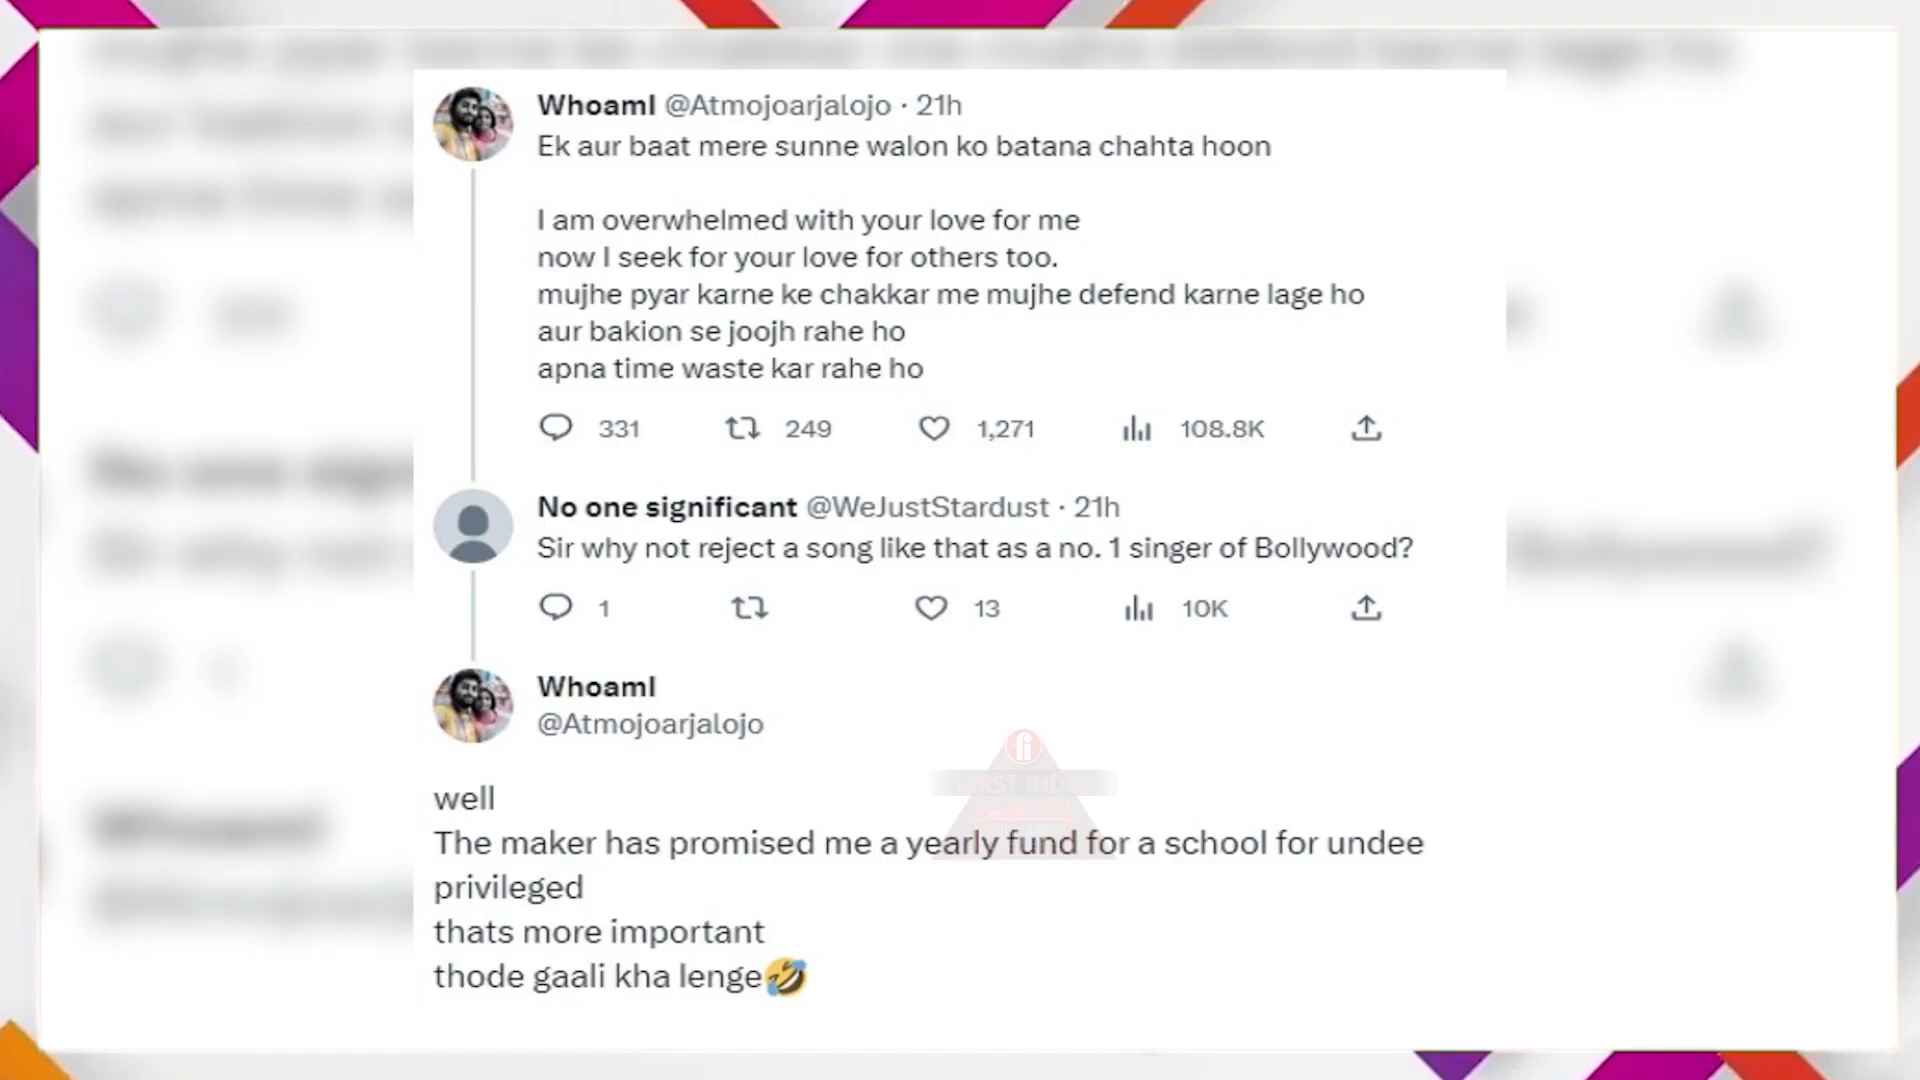 WhoamI @Atmojoarjalojo · 21h
Ek aur baat mere sunne walon ko batana chahta hoon
I am overwhelmed with your love for me
now I seek for your love for others too.
mujhe pyar karne ke chakkar me mujhe defend karne lage ho
aur bakion se joojh rahe ho
apna time waste kar rahe ho
331 249 1,271 108.8K
No one significant @WeJustStardust · 21h
Sir why not reject a song like that as a no. 1 singer of Bollywood?
1 13 10K
WhoamI
@Atmojoarjalojo
FIRST INDIA
well
The maker has promised me a yearly fund for a school for undee
privileged
thats more important
thode gaali kha lenge🤣